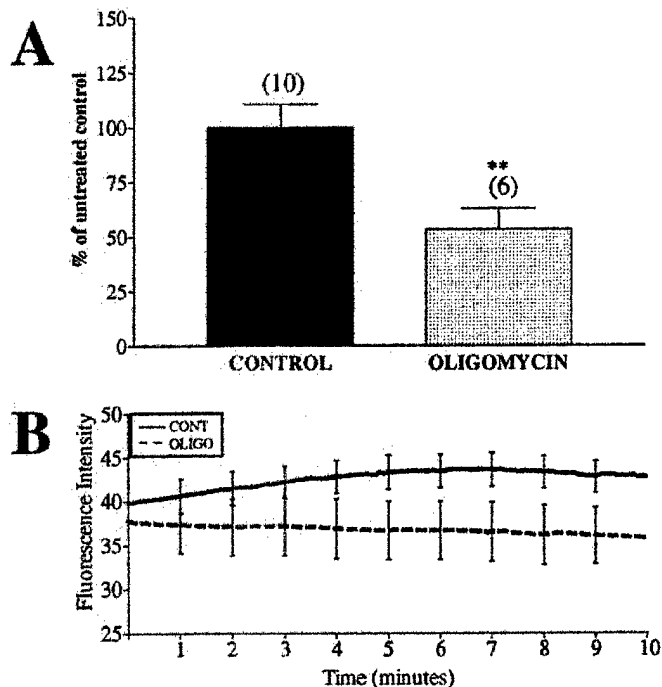 A
% of untreated control
150
125
100
75
50
25
0
(10)
**
(6)
CONTROL
OLIGOMYCIN
B
Fluorescence Intensity
50
45
40
35
30
25
CONT
OLIGO
1 2 3 4 5 6 7 8 9 10
Time (minutes)